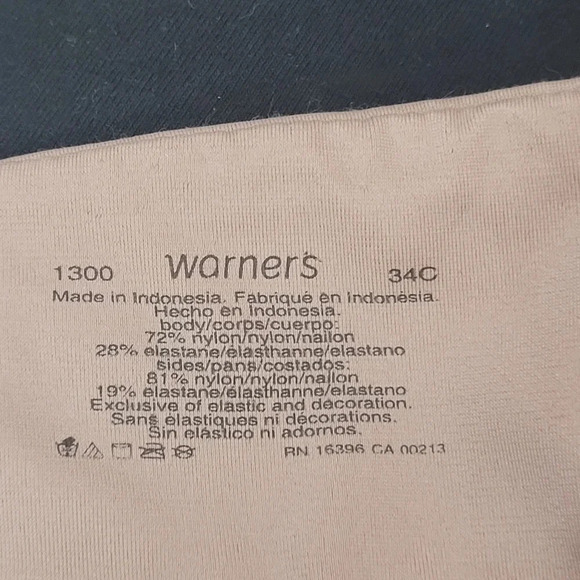 1300 warner's 34C
Made in Indonesia. Fabriqué en Indonésia.
Hecho en Indonesia.
body/corps/cuerpo:
72% nylon/nylon/nailon
28% elastane/élasthanne/elastano
sides/pans/costados:
81% nylon/nylon/nailon
19% elastane/élasthanne/elastano
Exclusive of elastic and decoration.
Sans élastiques ni décorations.
Sin elástico ni adornos.
RN 16396 CA 00213